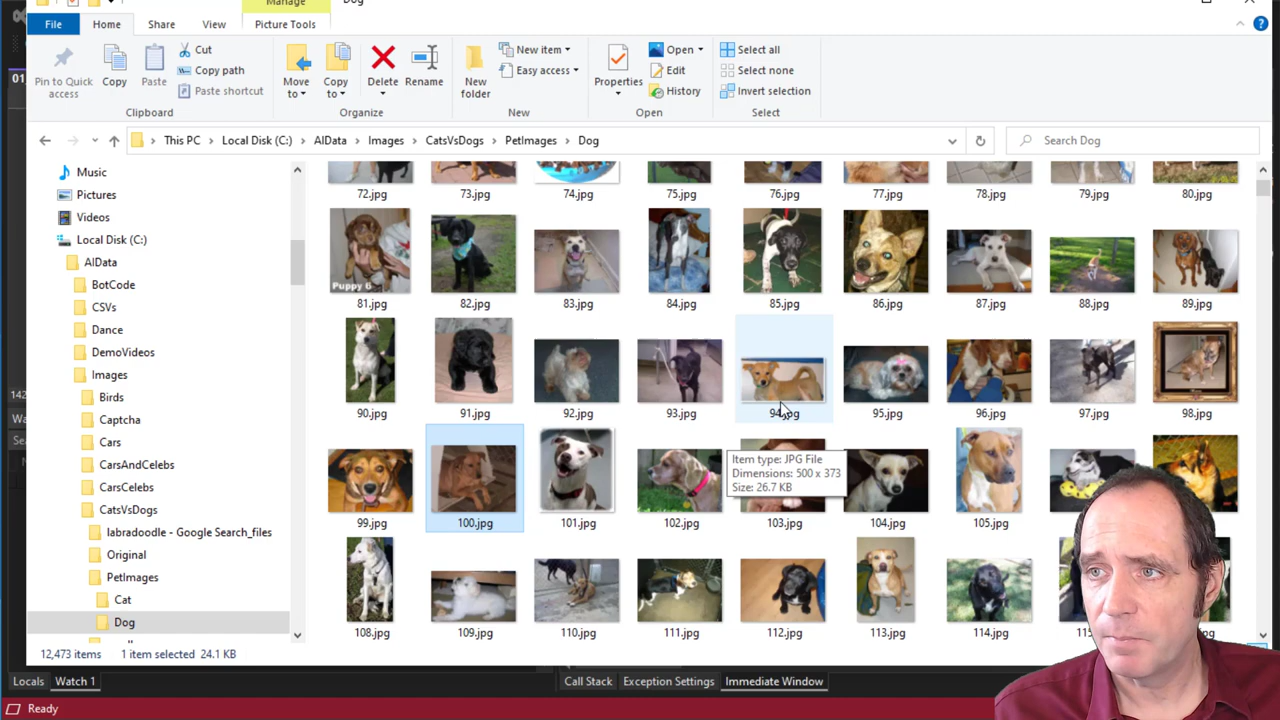 Manage
Dog
File
Home
Share
View
Picture Tools
Pin to Quick
access
Copy
Paste
Cut
Copy path
Paste shortcut
Clipboard
Move
to
Copy
to
Delete
Rename
Organize
New
folder
New item
Easy access
New
Properties
Open
Edit
History
Open
Select all
Select none
Invert selection
Select
This PC > Local Disk (C:) > AIData > Images > CatsVsDogs > PetImages > Dog
Search Dog
Music
Pictures
Videos
Local Disk (C:)
AIData
BotCode
CSVs
Dance
DemoVideos
Images
Birds
Captcha
Cars
CarsAndCelebs
CarsCelebs
CatsVsDogs
labradoodle - Google Search_files
Original
PetImages
Cat
Dog
72.jpg 73.jpg 74.jpg 75.jpg 76.jpg 77.jpg 78.jpg 79.jpg 80.jpg
Puppy 6
81.jpg 82.jpg 83.jpg 84.jpg 85.jpg 86.jpg 87.jpg 88.jpg 89.jpg
90.jpg 91.jpg 92.jpg 93.jpg 94.jpg 95.jpg 96.jpg 97.jpg 98.jpg
Item type: JPG File
Dimensions: 500 x 373
Size: 26.7 KB
99.jpg 100.jpg 101.jpg 102.jpg 103.jpg 104.jpg 105.jpg
108.jpg 109.jpg 110.jpg 111.jpg 112.jpg 113.jpg 114.jpg
12,473 items 1 item selected 24.1 KB
Locals Watch 1
Call Stack Exception Settings Immediate Window
Ready